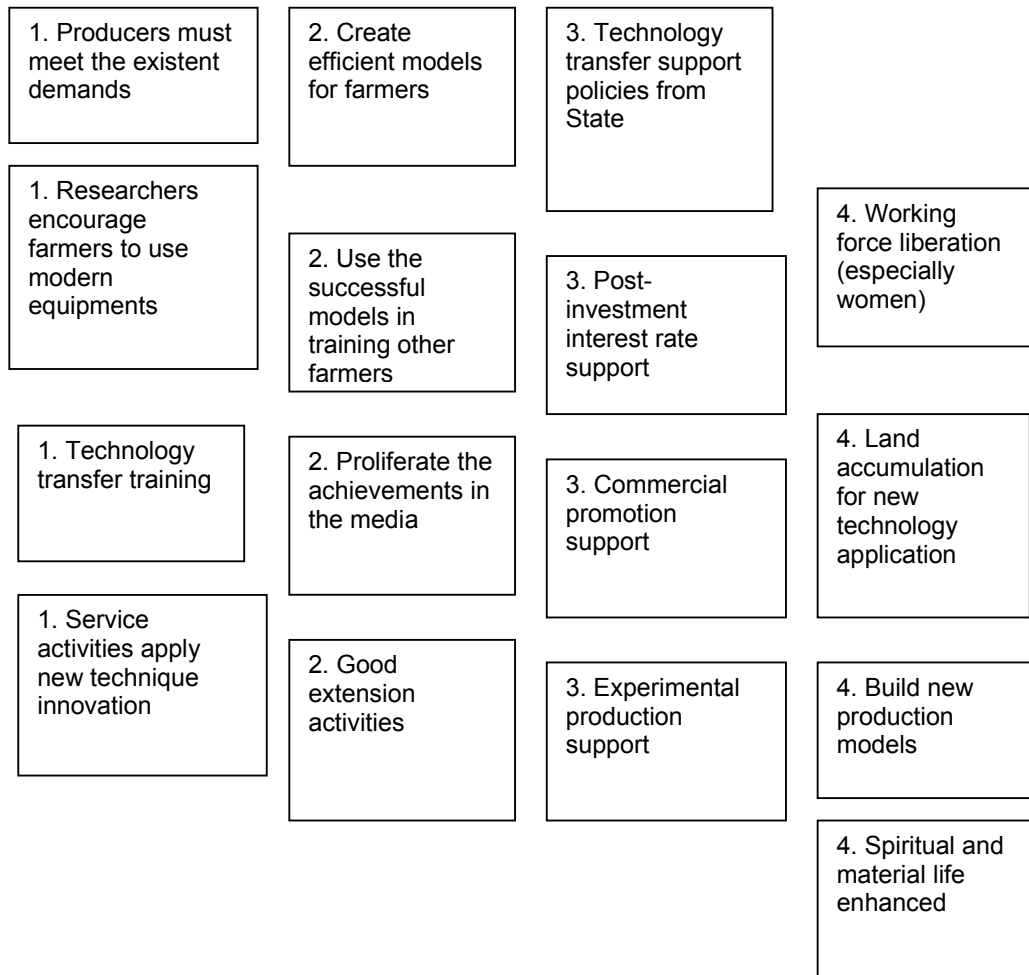 1. Producers must
meet the existent
demands
1. Researchers
encourage
farmers to use
modern
equipments
1. Technology
transfer training
1. Service
activities apply
new technique
innovation
2. Create
efficient models
for farmers
2. Use the
successful
models in
training other
farmers
2. Proliferate the
achievements in
the media
2. Good
extension
activities
3. Technology
transfer support
policies from
State
3. Post-
investment
interest rate
support
3. Commercial
promotion
support
3. Experimental
production
support
4. Working
force liberation
(especially
women)
4. Land
accumulation
for new
technology
application
4. Build new
production
models
4. Spiritual and
material life
enhanced